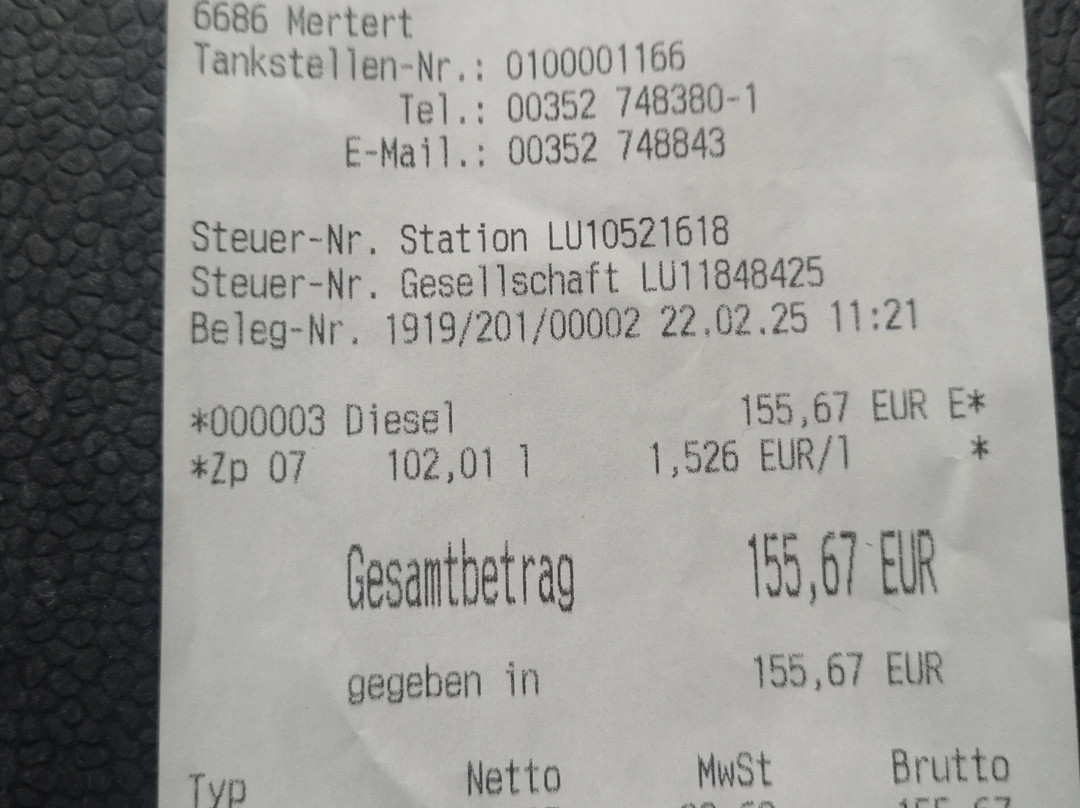 6686 Mertert
Tankstellen-Nr.: 0100001166
Tel.: 00352 748380-1
E-Mail.: 00352 748843
Steuer-Nr. Station LU10521618
Steuer-Nr. Gesellschaft LU11848425
Beleg-Nr. 1919/201/00002 22.02.25 11:21
*000003 Diesel 155,67 EUR E*
*Zp 07 102,01 l 1,526 EUR/l *
Gesamtbetrag 155,67 EUR
gegeben in 155,67 EUR
Typ Netto MwSt Brutto